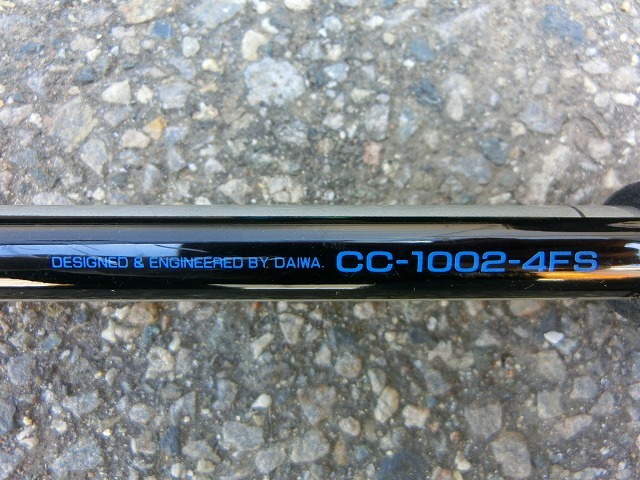 DESIGNED & ENGINEERED BY DAIWA. CC-1002-4FS